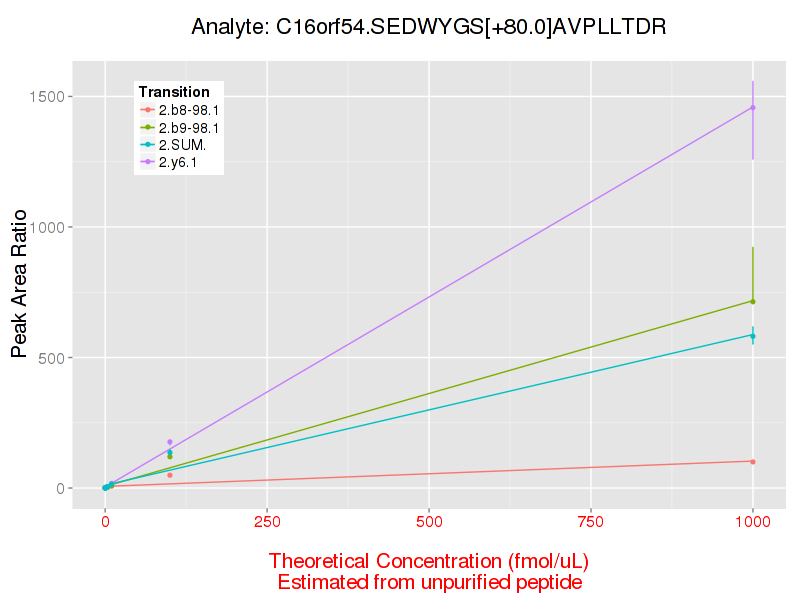 Analyte: C16orf54.SEDWYGS[+80.0]AVPLLTDR
Transition
2.b8-98.1
2.b9-98.1
2.SUM.
2.y6.1
Peak Area Ratio
1500
1000
500
0
0 250 500 750 1000
Theoretical Concentration (fmol/uL)
Estimated from unpurified peptide